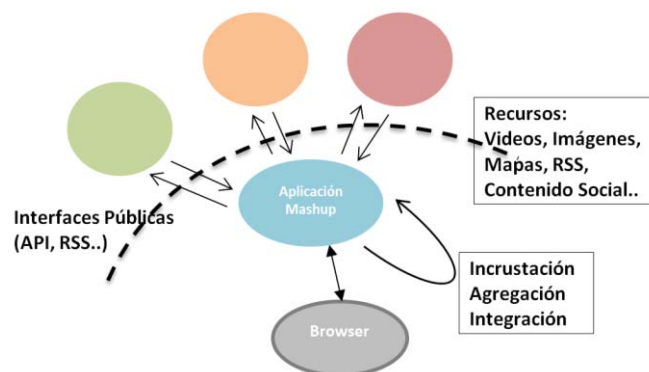 Recursos:
Videos, Imágenes,
Mapas, RSS,
Contenido Social..
Aplicación
Mashup
Interfaces Públicas
(API, RSS..)
Incrustación
Agregación
Integración
Browser